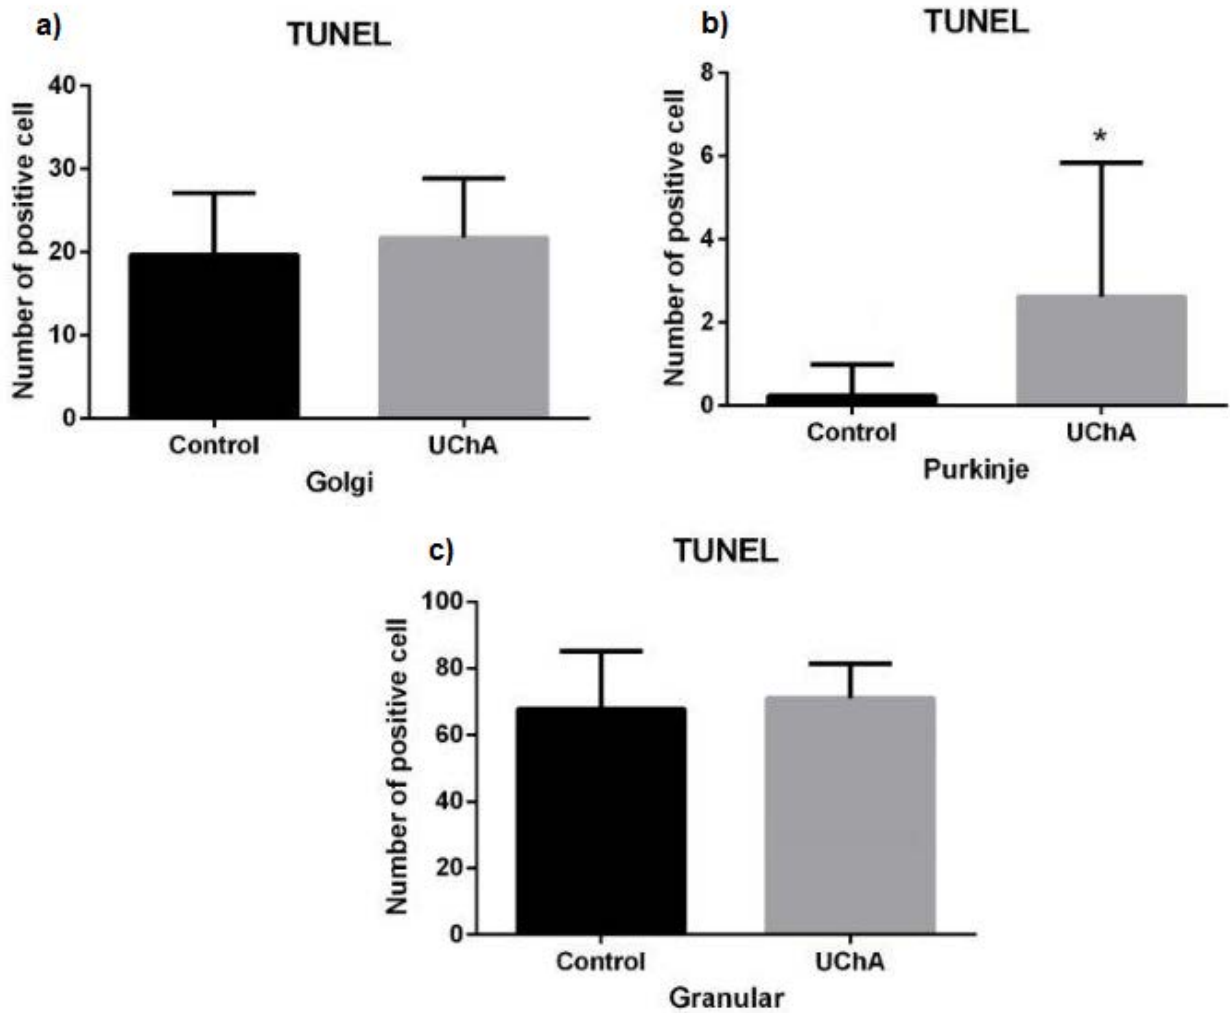 a)
TUNEL
Number of positive cell
40
30
20
10
0
Control UChA
Golgi
b)
TUNEL
Number of positive cell
8
6
4
2
0
*
Control UChA
Purkinje
c)
TUNEL
Number of positive cell
100
80
60
40
20
0
Control UChA
Granular